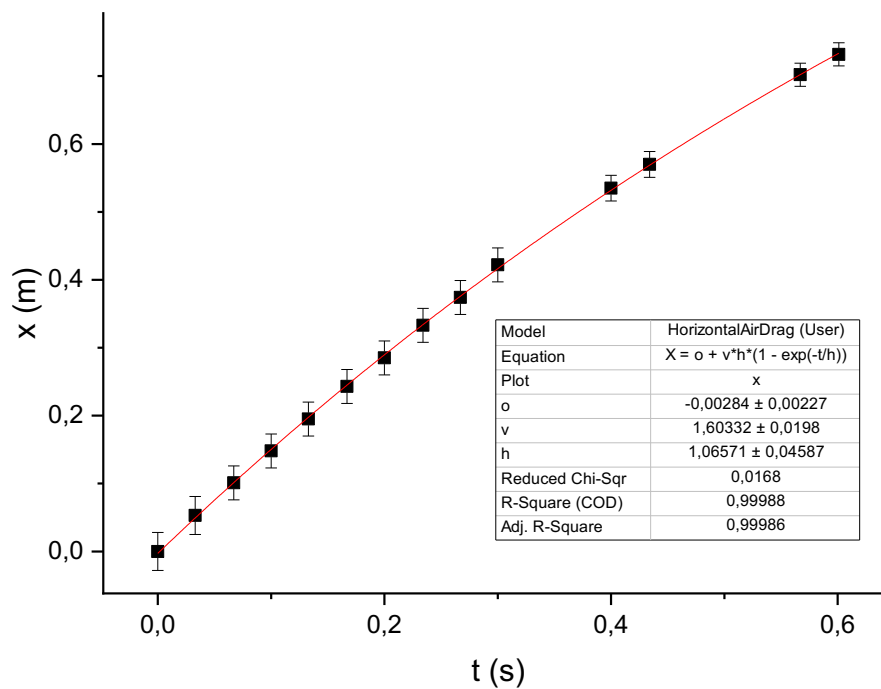 0,6
0,4
x (m)
0,2
0,0
Model HorizontalAirDrag (User)
Equation X = o + v*h*(1 - exp(-t/h))
Plot x
o -0,00284 ± 0,00227
v 1,60332 ± 0,0198
h 1,06571 ± 0,04587
Reduced Chi-Sqr 0,0168
R-Square (COD) 0,99988
Adj. R-Square 0,99986
0,0 0,2 0,4 0,6
t (s)